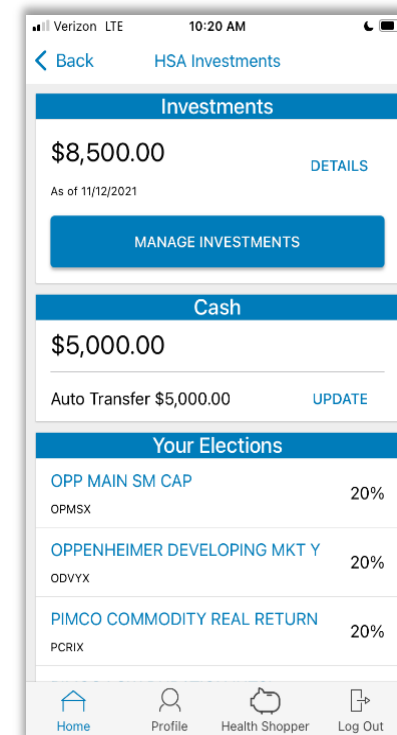 Verizon LTE 10:20 AM
Back HSA Investments
Investments
$8,500.00 DETAILS
As of 11/12/2021
MANAGE INVESTMENTS
Cash
$5,000.00
Auto Transfer $5,000.00 UPDATE
Your Elections
OPP MAIN SM CAP 20%
OPMSX
OPPENHEIMER DEVELOPING MKT Y 20%
ODVYX
PIMCO COMMODITY REAL RETURN 20%
PCRIX
Home Profile Health Shopper Log Out